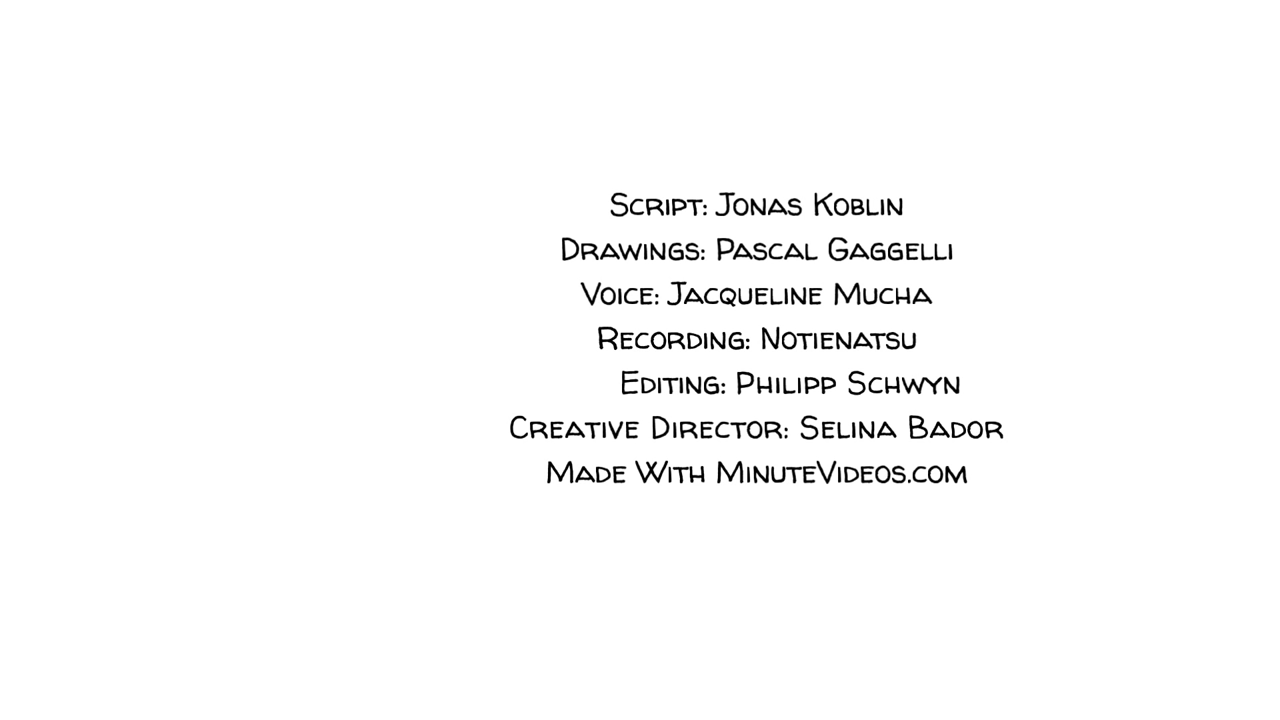 Script: Jonas Koblin
Drawings: Pascal Gaggelli
Voice: Jacqueline Mucha
Recording: Notienatsu
Editing: Philipp Schwyn
Creative Director: Selina Bador
Made With MinuteVideos.com